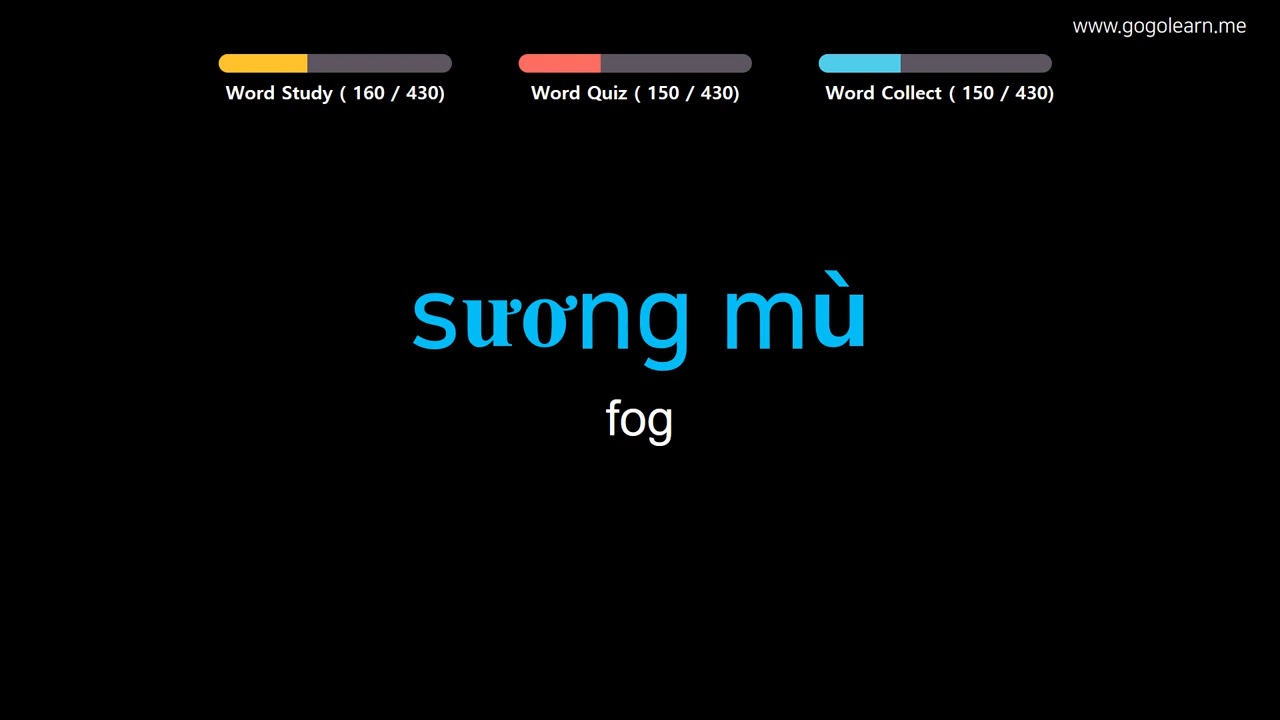 www.gogolearn.me
Word Study ( 160 / 430) Word Quiz ( 150 / 430) Word Collect ( 150 / 430)
sương mù
fog